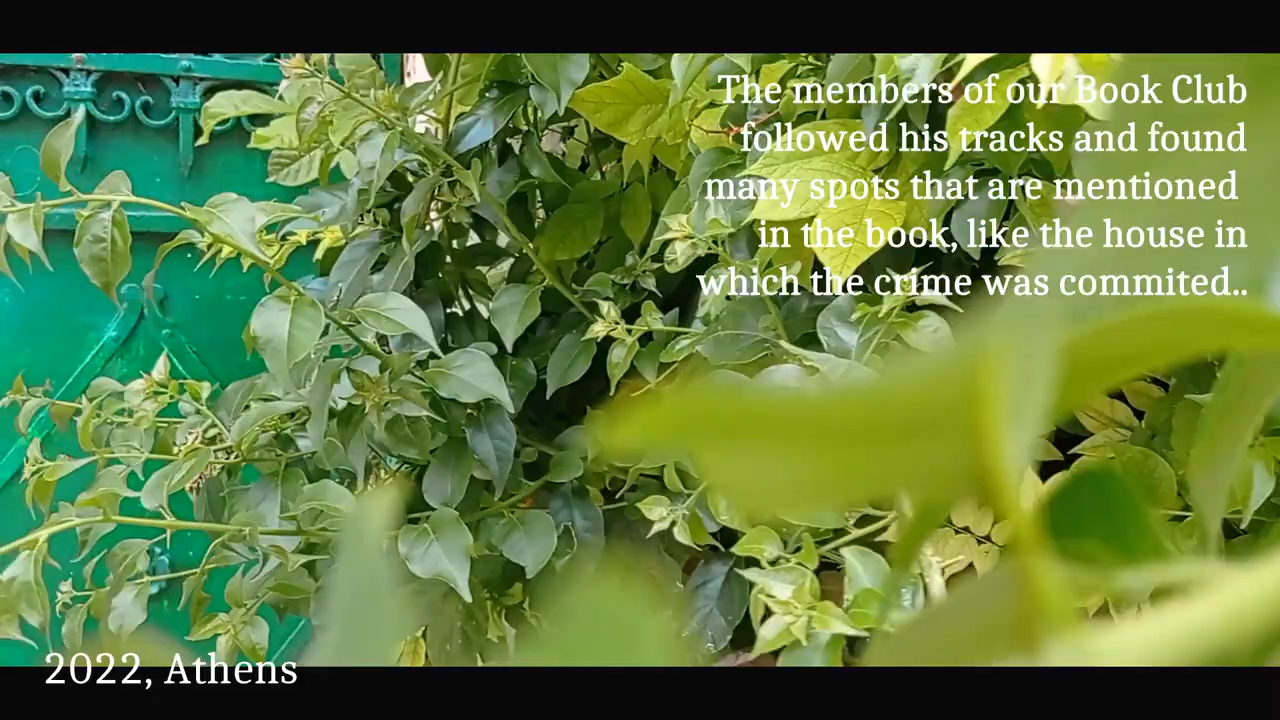 The members of our Book Club
followed his tracks and found
many spots that are mentioned
in the book, like the house in
which the crime was commited..
2022, Athens